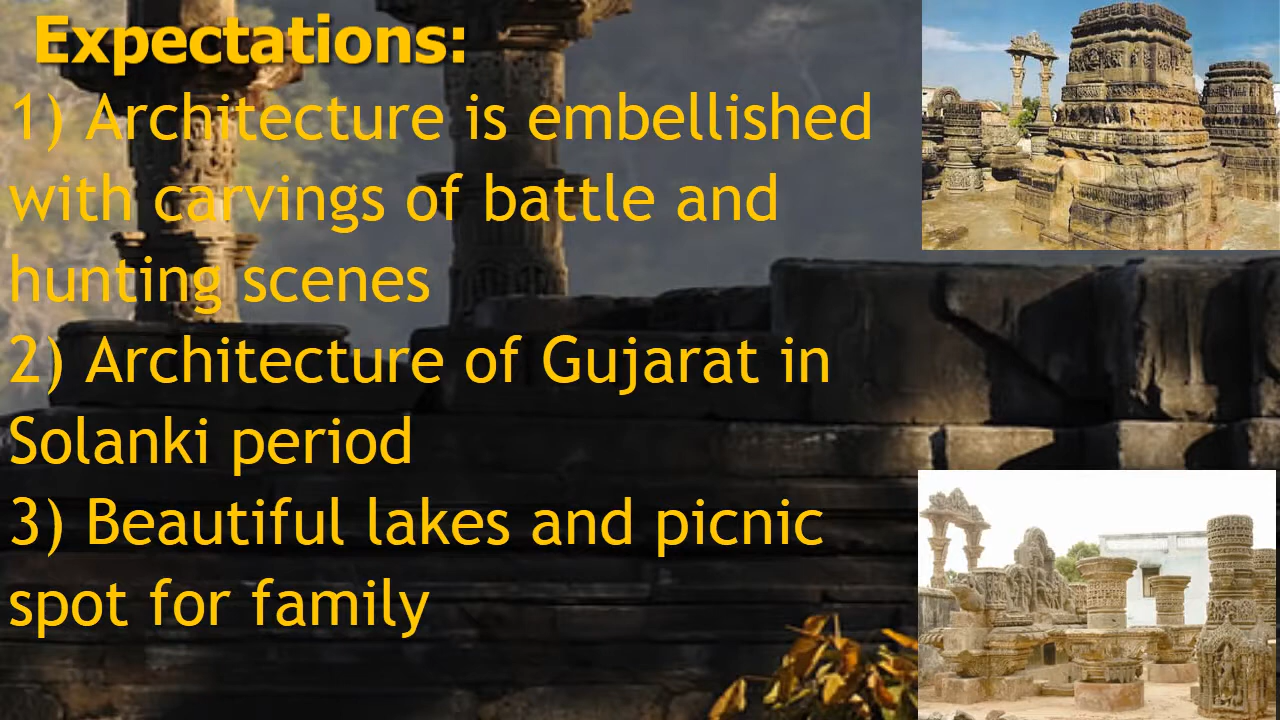 Expectations:
1) Architecture is embellished
with carvings of battle and
hunting scenes
2) Architecture of Gujarat in
Solanki period
3) Beautiful lakes and picnic
spot for family